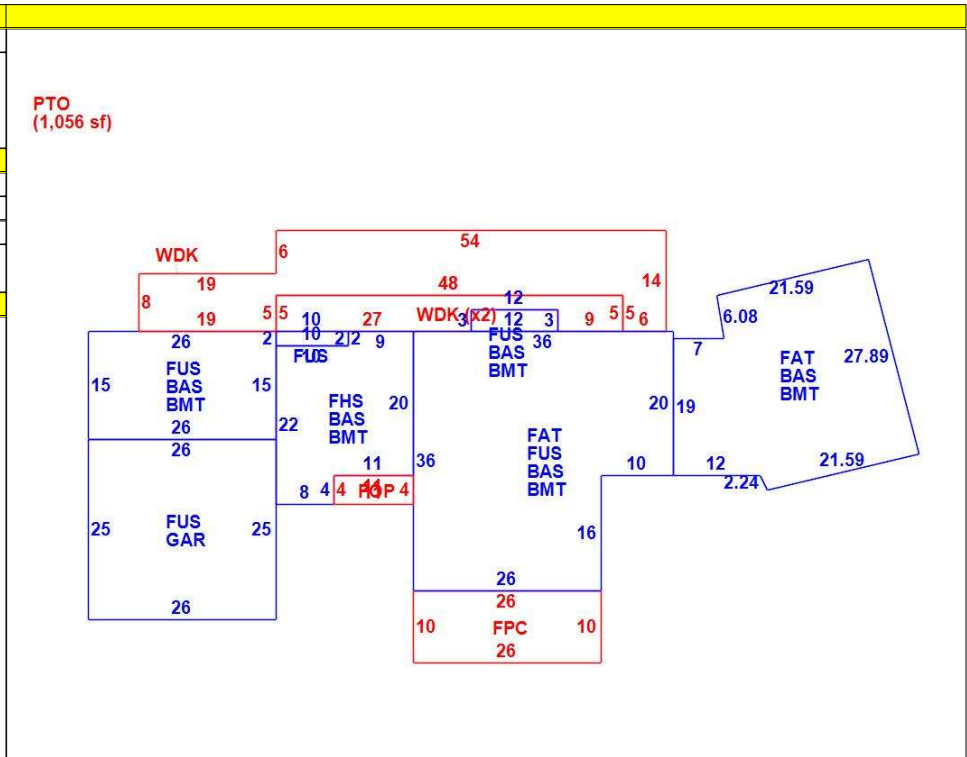 PTO
(1,056 sf)
54
WDK
6
19
14
8
48
21.59
12
6.08
19
5 5
10
27
WDK (x2)
3
12
3
9
5 5
6
26
2
10
2 2
9
FUS
36
7
FUS
10
BAS
BMT
27.89
FAT
BAS
BMT
15
FUS
BAS
BMT
15
FHS
BAS
BMT
20
20
19
22
26
26
FAT
FUS
BAS
BMT
11
36
10
12
21.59
2.24
8
4
4
11
FOP
4
25
FUS
GAR
25
16
26
26
26
10
FPC
10
26